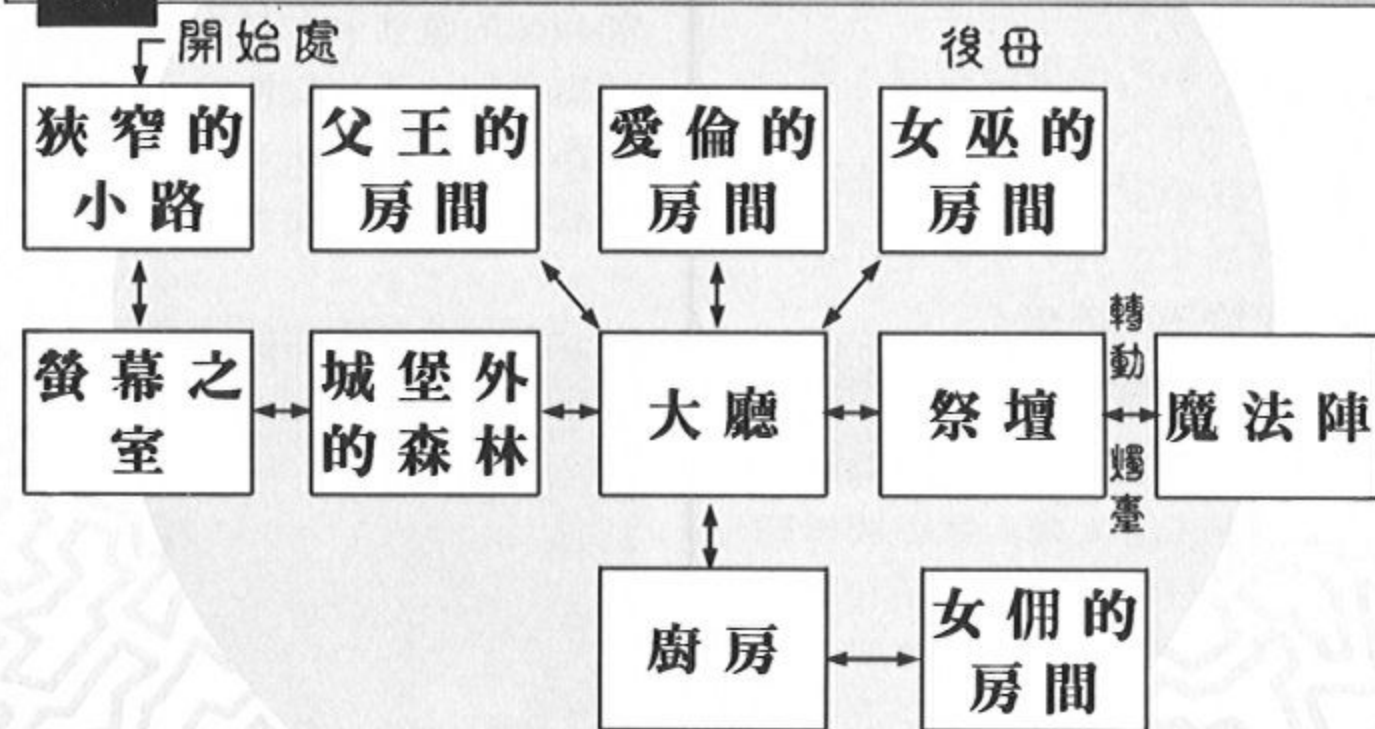 開始處
後母
狹窄的
小路
父王的
房間
愛倫的
房間
女巫的
房間
螢幕之
室
城堡外
的森林
大廳
祭壇
轉動
燭臺
魔法陣
廚房
女佣的
房間